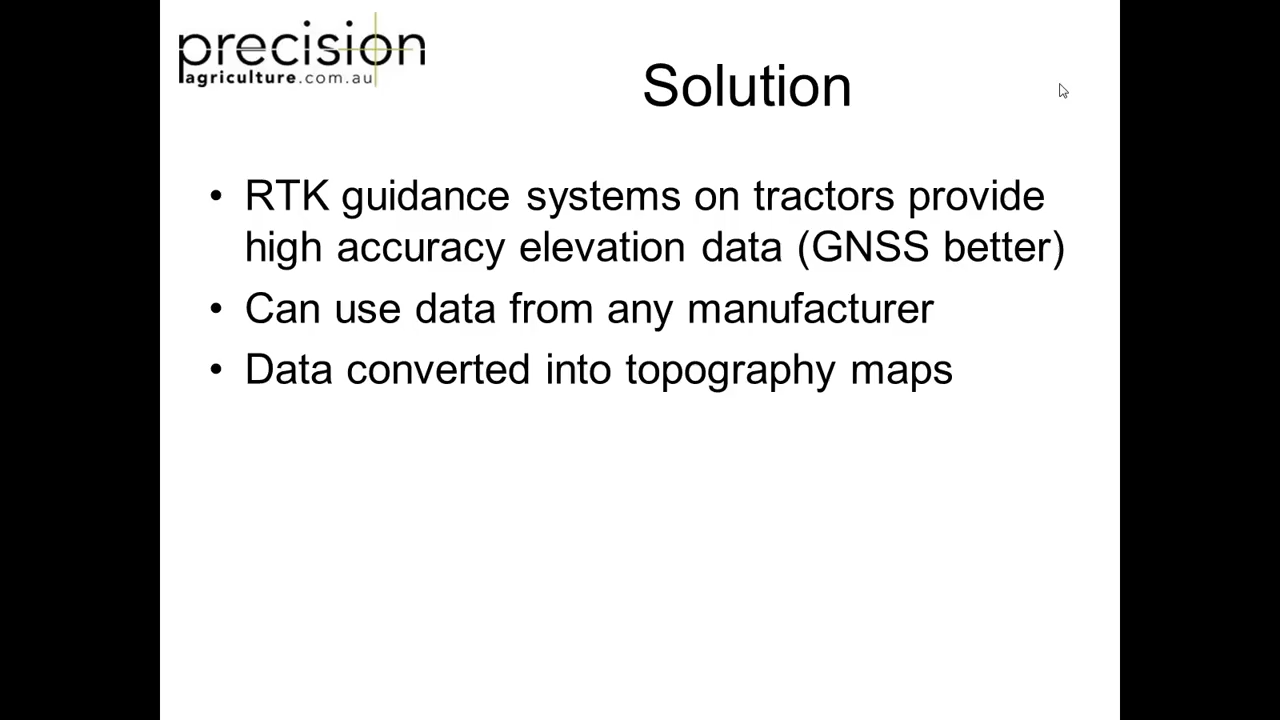 precision
agriculture.com.au
Solution
• RTK guidance systems on tractors provide
high accuracy elevation data (GNSS better)
• Can use data from any manufacturer
• Data converted into topography maps